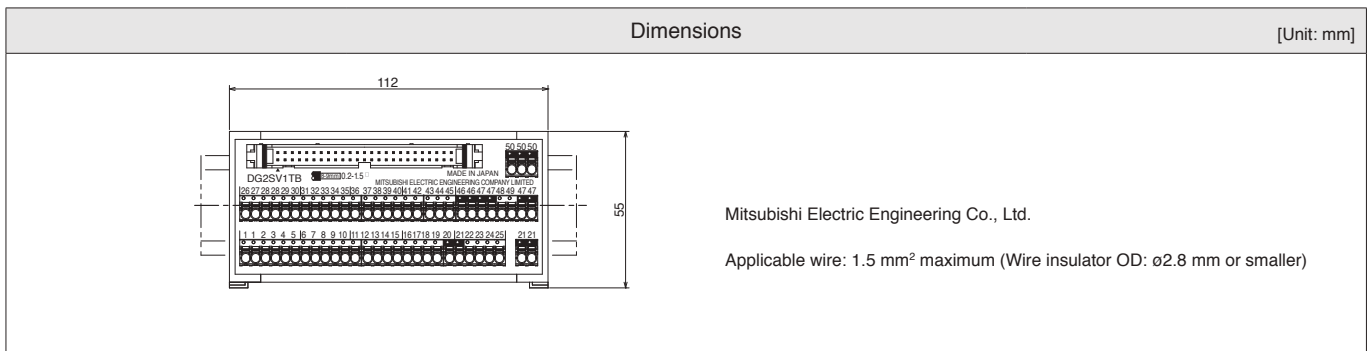 Dimensions
[Unit: mm]
112
50 50 50
DG2SV1TB
0.2-1.5
MADE IN JAPAN
MITSUBISHI ELECTRIC ENGINEERING COMPANY LIMITED
26 27 28 28 29 30 31 32 33 34 35 36 37 38 39 40 41 42 43 44 45 46 46 47 47 48 49 47 47
1 1 2 3 4 5 6 7 8 9 10 11 12 13 14 15 16 17 18 19 20 21 22 23 24 25 21 21
55
Mitsubishi Electric Engineering Co., Ltd.
Applicable wire: 1.5 mm² maximum (Wire insulator OD: ø2.8 mm or smaller)